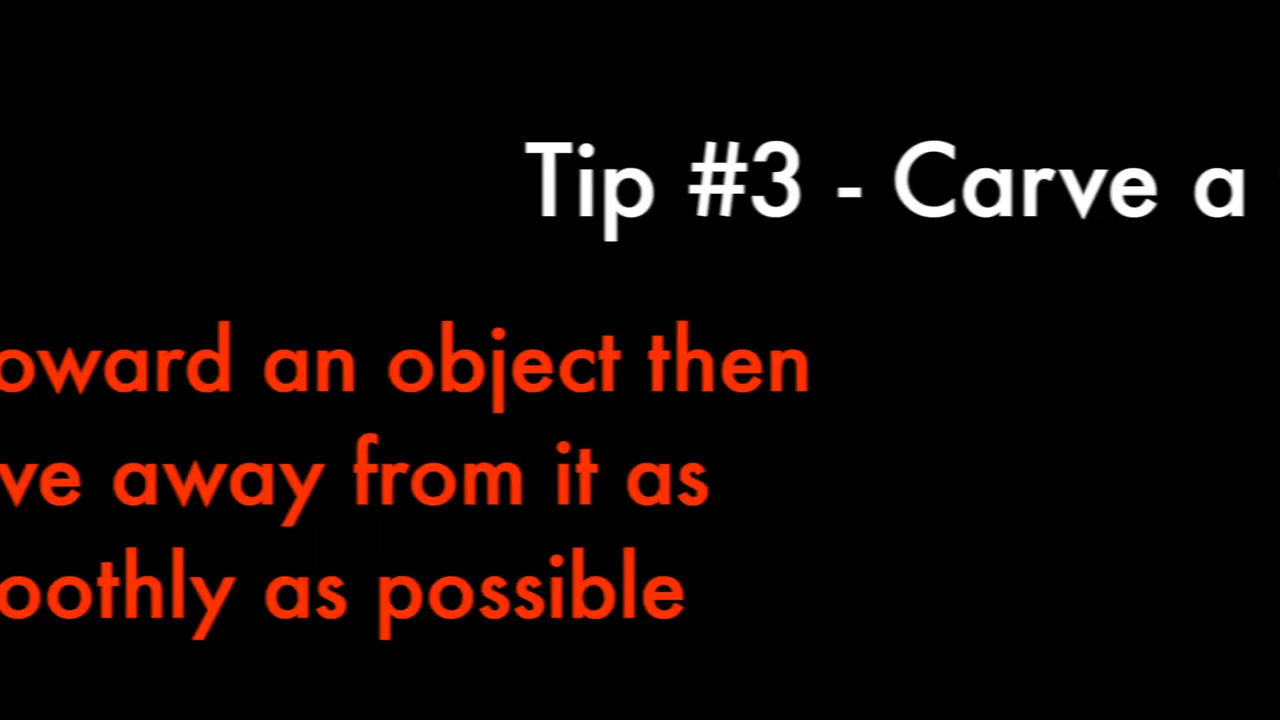 Tip #3 - Carve a
oward an object then
ve away from it as
oothly as possible